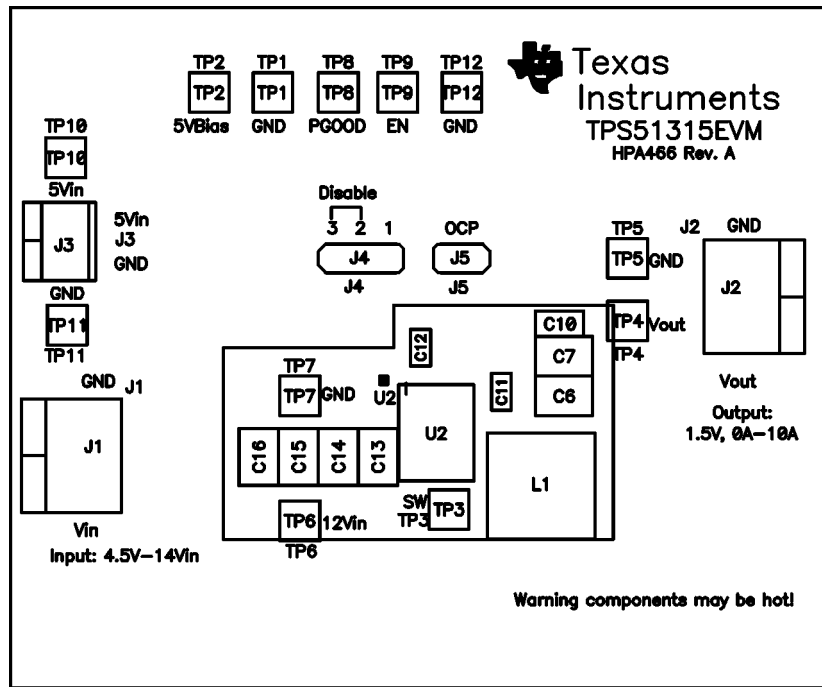 TP2 TP1 TP8 TP9 TP12
TP2 TP1 TP8 TP9 TP12
5VBias GND PGOOD EN GND
Texas
Instruments
TPS51315EVM
HPA466 Rev. A
TP10
TP10
5Vin
J3
5Vin
J3
GND
GND
TP11
TP11
Disable
3 2 1
J4
J4
OCP
J5
J5
TP5
TP5 GND
J2 GND
J2
TP4 Vout
TP4
Vout
Output:
1.5V, 0A-10A
GND J1
J1
Vin
Input: 4.5V-14Vin
C10
C7
C6
C12
C11
TP7
TP7 GND
U2
U2
C16 C15 C14 C13
L1
SW
TP3
TP3
TP6 12Vin
TP6
Warning components may be hot!